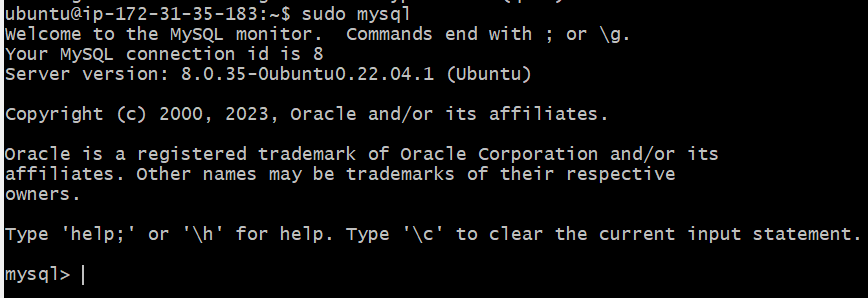 ubuntu@ip-172-31-35-183:~$ sudo mysql
Welcome to the MySQL monitor.  Commands end with ; or \g.
Your MySQL connection id is 8
Server version: 8.0.35-0ubuntu0.22.04.1 (Ubuntu)
Copyright (c) 2000, 2023, Oracle and/or its affiliates.
Oracle is a registered trademark of Oracle Corporation and/or its
affiliates. Other names may be trademarks of their respective
owners.
Type 'help;' or '\h' for help. Type '\c' to clear the current input statement.
mysql>